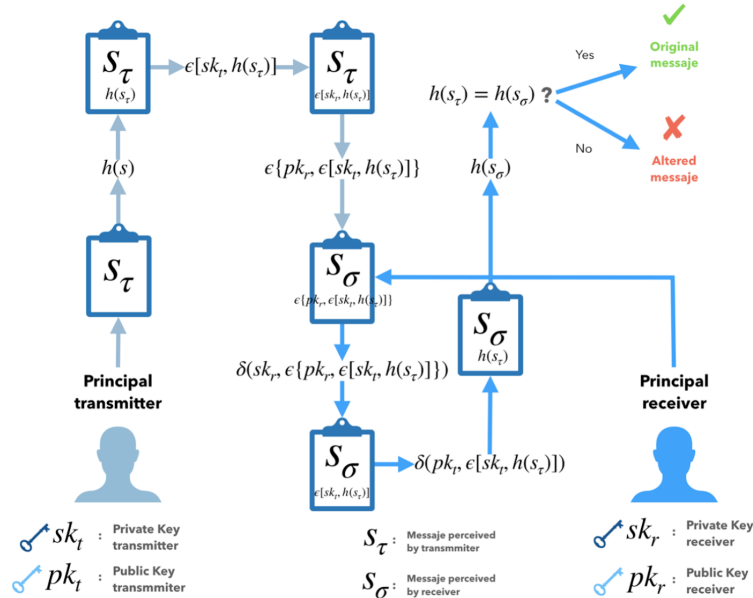 S_τ
h(s_τ)
ϵ[sk_t, h(s_τ)]
S_τ
ϵ[sk_t, h(s_τ)]
Yes
Original
messaje
h(s_τ) = h(s_σ) ?
No
Altered
messaje
h(s)
ϵ{pk_r, ϵ[sk_t, h(s_τ)]}
h(s_σ)
S_τ
S_σ
ϵ{pk_r, ϵ[sk_t, h(s_τ)]}
S_σ
h(s_τ)
δ(sk_r, ϵ{pk_r, ϵ[sk_t, h(s_τ)]})
Principal
transmitter
Principal
receiver
S_σ
ϵ[sk_t, h(s_τ)]
δ(pk_t, ϵ[sk_t, h(s_τ)])
sk_t : Private Key
transmitter
pk_t : Public Key
transmmiter
S_τ : Messaje perceived
by transmmiter
S_σ : Messaje perceived
by receiver
sk_r : Private Key
receiver
pk_r : Public Key
receiver